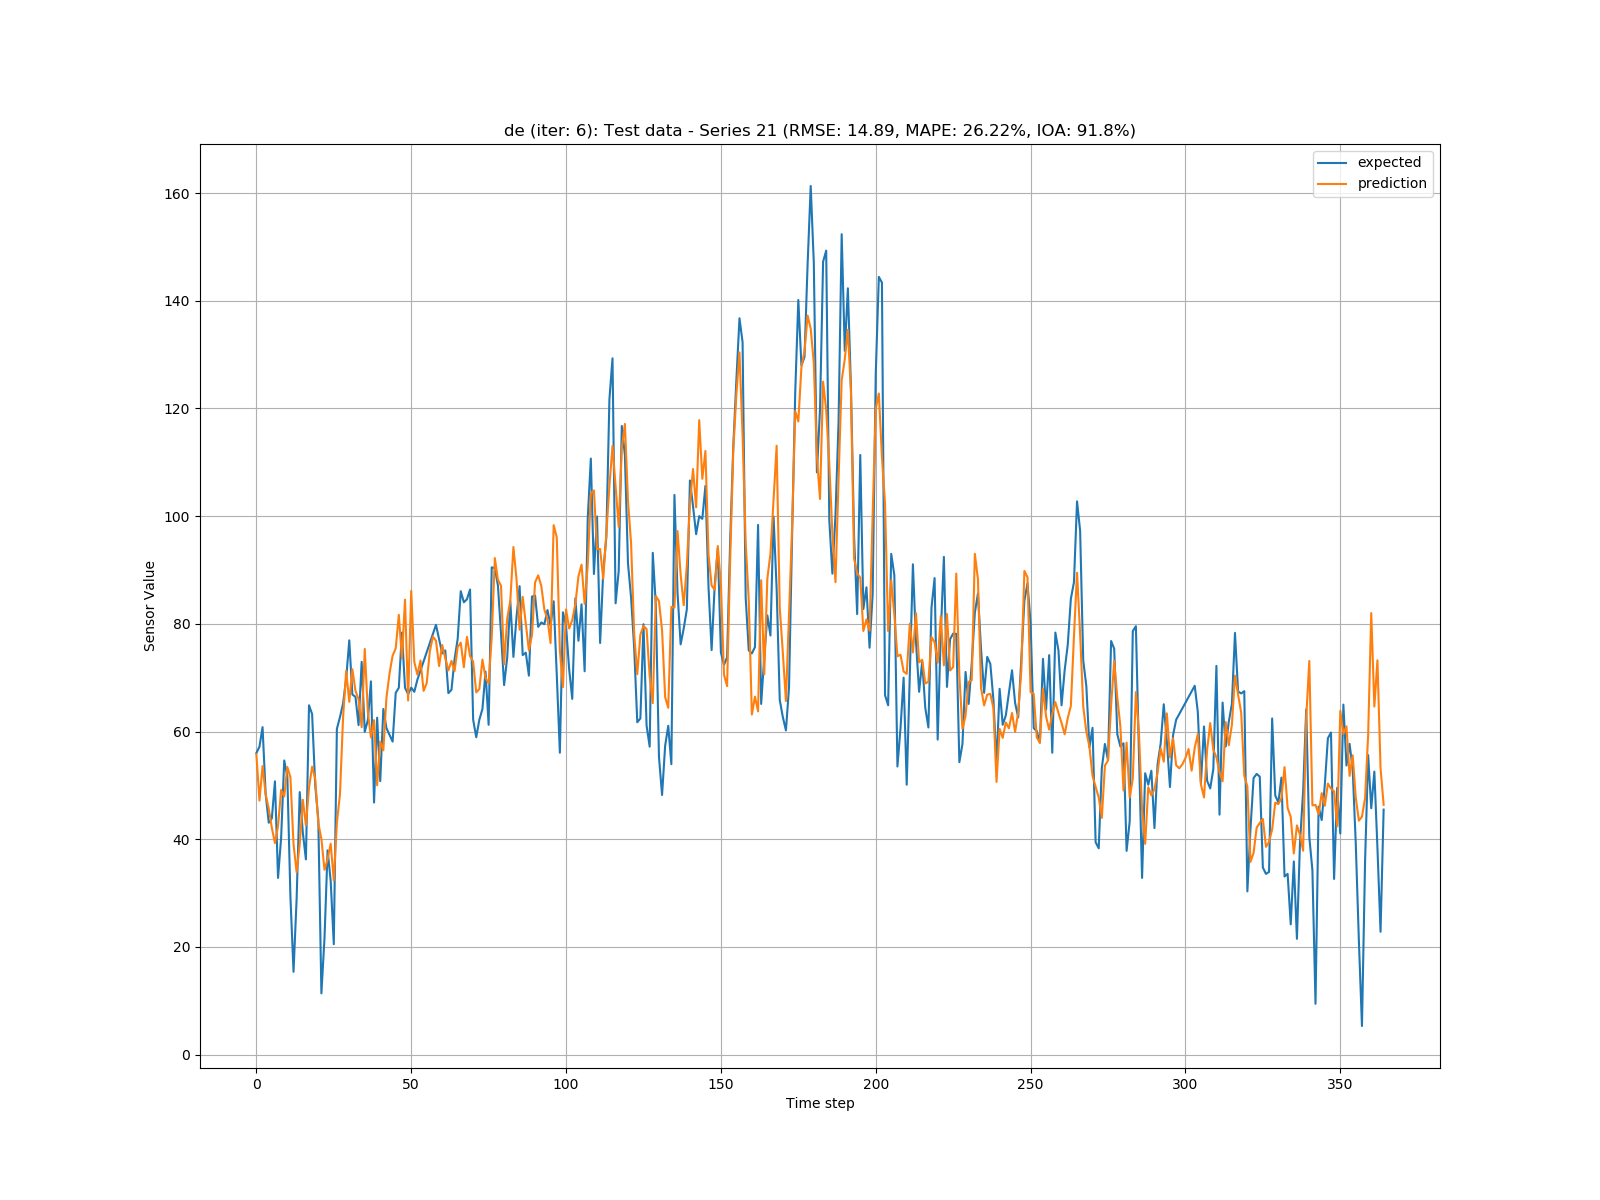 de (iter: 6): Test data - Series 21 (RMSE: 14.89, MAPE: 26.22%, IOA: 91.8%)
expected
prediction
160
140
120
100
80
60
40
20
0
Sensor Value
0 50 100 150 200 250 300 350
Time step